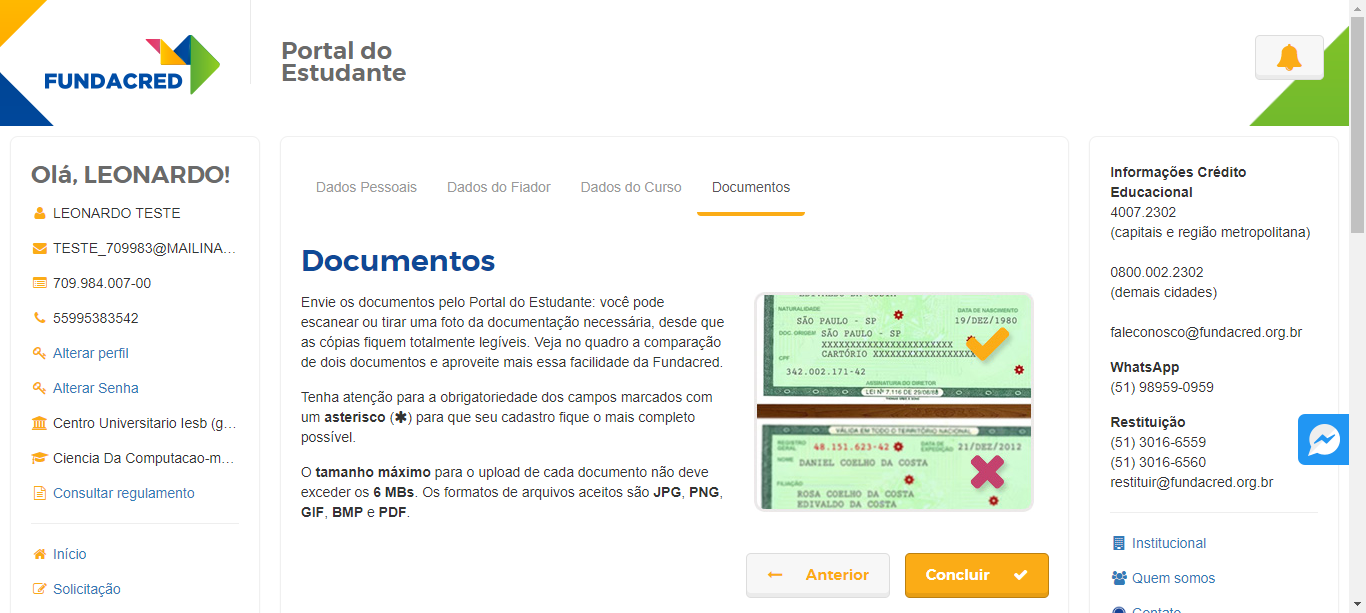 FUNDACRED
Portal do
Estudante
Olá, LEONARDO!
LEONARDO TESTE
TESTE_709983@MAILINA...
709.984.007-00
55995383542
Alterar perfil
Alterar Senha
Centro Universitario Iesb (g...
Ciencia Da Computacao-m...
Consultar regulamento
Início
Solicitação
Dados Pessoais
Dados do Fiador
Dados do Curso
Documentos
Documentos
Envie os documentos pelo Portal do Estudante: você pode
escanear ou tirar uma foto da documentação necessária, desde que
as cópias fiquem totalmente legíveis. Veja no quadro a comparação
de dois documentos e aproveite mais essa facilidade da Fundacred.
Tenha atenção para a obrigatoriedade dos campos marcados com
um asterisco (✱) para que seu cadastro fique o mais completo
possível.
O tamanho máximo para o upload de cada documento não deve
exceder os 6 MBs. Os formatos de arquivos aceitos são JPG, PNG,
GIF, BMP e PDF.
NATURALIDADE
DATA DE NASCIMENTO
SÃO PAULO - SP
19/DEZ/1980
DOC. ORIGEM
SÃO PAULO - SP
XXXXXXXXXXXXXXXXXXXXXXX
CARTÓRIO XXXXXXXXXXXXXXXXXX
CPF
342.002.171-42
ASSINATURA DO DIRETOR
LEI Nº 7.116 DE 29/08/83
VÁLIDA EM TODO O TERRITÓRIO NACIONAL
REGISTRO
GERAL
48.151.623-42
DATA DE
EXPEDIÇÃO
21/DEZ/2012
NOME
DANIEL COELHO DA COSTA
FILIAÇÃO
ROSA COELHO DA COSTA
EDIVALDO DA COSTA
Anterior
Concluir
Informações Crédito
Educacional
4007.2302
(capitais e região metropolitana)
0800.002.2302
(demais cidades)
faleconosco@fundacred.org.br
WhatsApp
(51) 98959-0959
Restituição
(51) 3016-6559
(51) 3016-6560
restituir@fundacred.org.br
Institucional
Quem somos
Contato